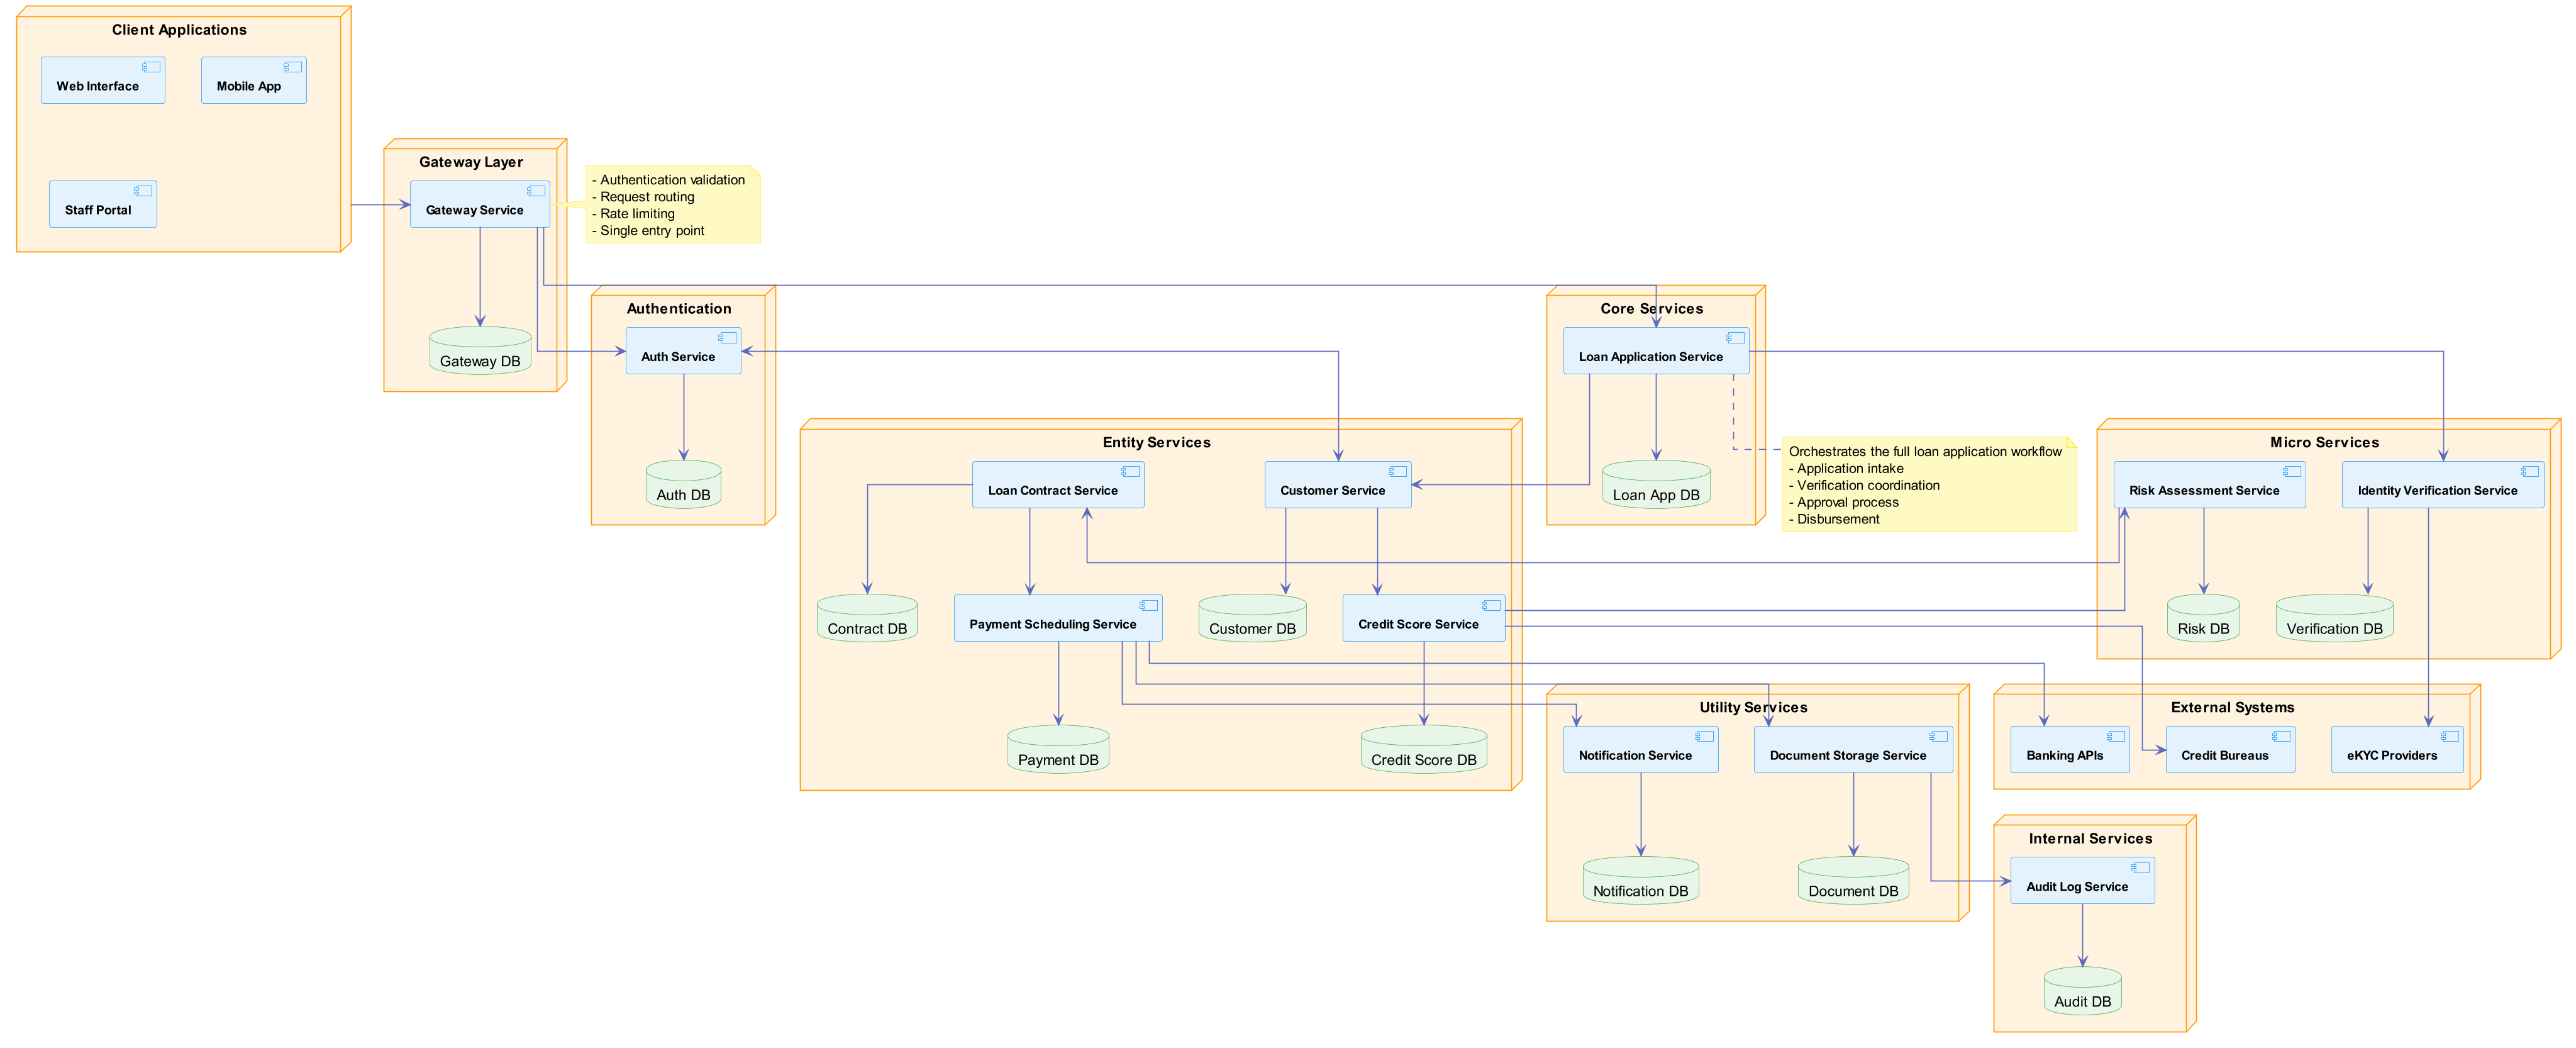 Client Applications
Web Interface
Mobile App
Staff Portal
Gateway Layer
Gateway Service
- Authentication validation
- Request routing
- Rate limiting
- Single entry point
Gateway DB
Authentication
Auth Service
Auth DB
Core Services
Loan Application Service
Loan App DB
Orchestrates the full loan application workflow
- Application intake
- Verification coordination
- Approval process
- Disbursement
Entity Services
Loan Contract Service
Customer Service
Contract DB
Payment Scheduling Service
Customer DB
Credit Score Service
Payment DB
Credit Score DB
Micro Services
Risk Assessment Service
Identity Verification Service
Risk DB
Verification DB
Utility Services
Notification Service
Document Storage Service
Notification DB
Document DB
External Systems
Banking APIs
Credit Bureaus
eKYC Providers
Internal Services
Audit Log Service
Audit DB